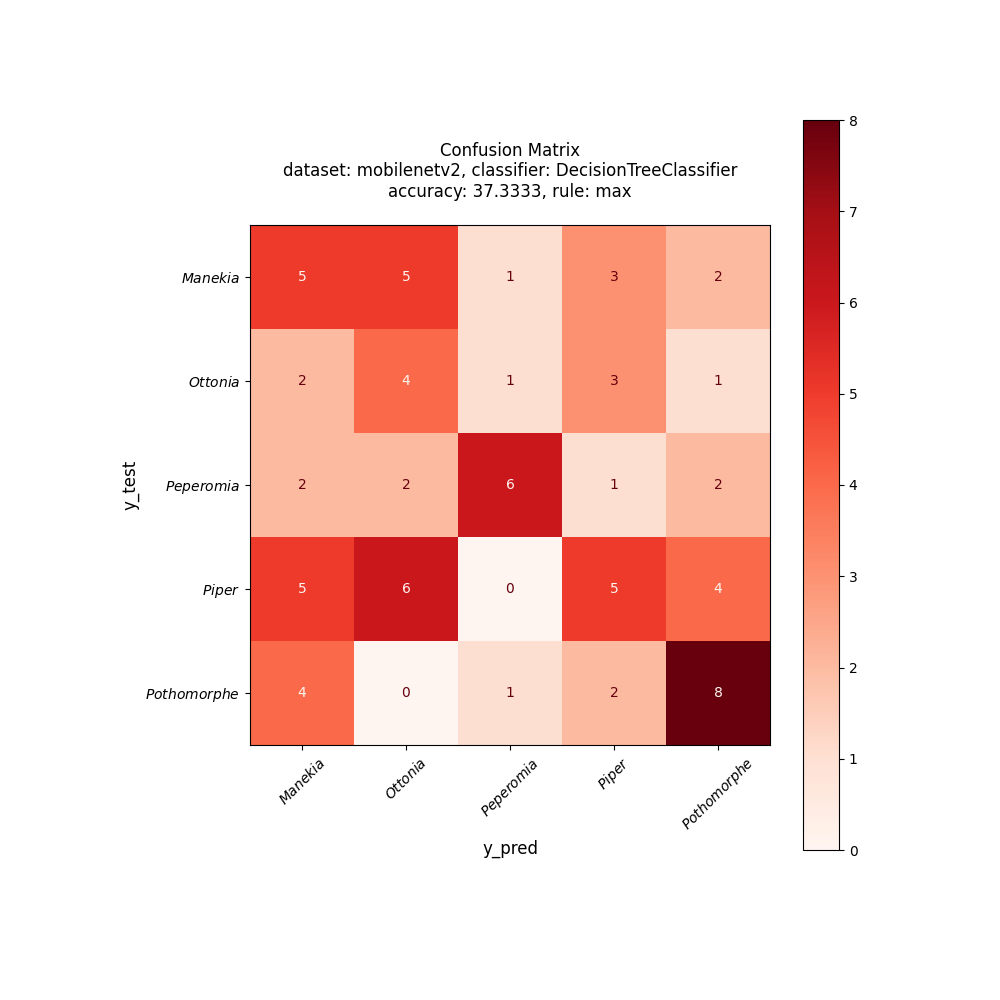 Confusion Matrix
dataset: mobilenetv2, classifier: DecisionTreeClassifier
accuracy: 37.3333, rule: max
Manekia 5 5 1 3 2
Ottonia 2 4 1 3 1
Peperomia 2 2 6 1 2
Piper 5 6 0 5 4
Pothomorphe 4 0 1 2 8
Manekia Ottonia Peperomia Piper Pothomorphe
y_pred
y_test
8
7
6
5
4
3
2
1
0